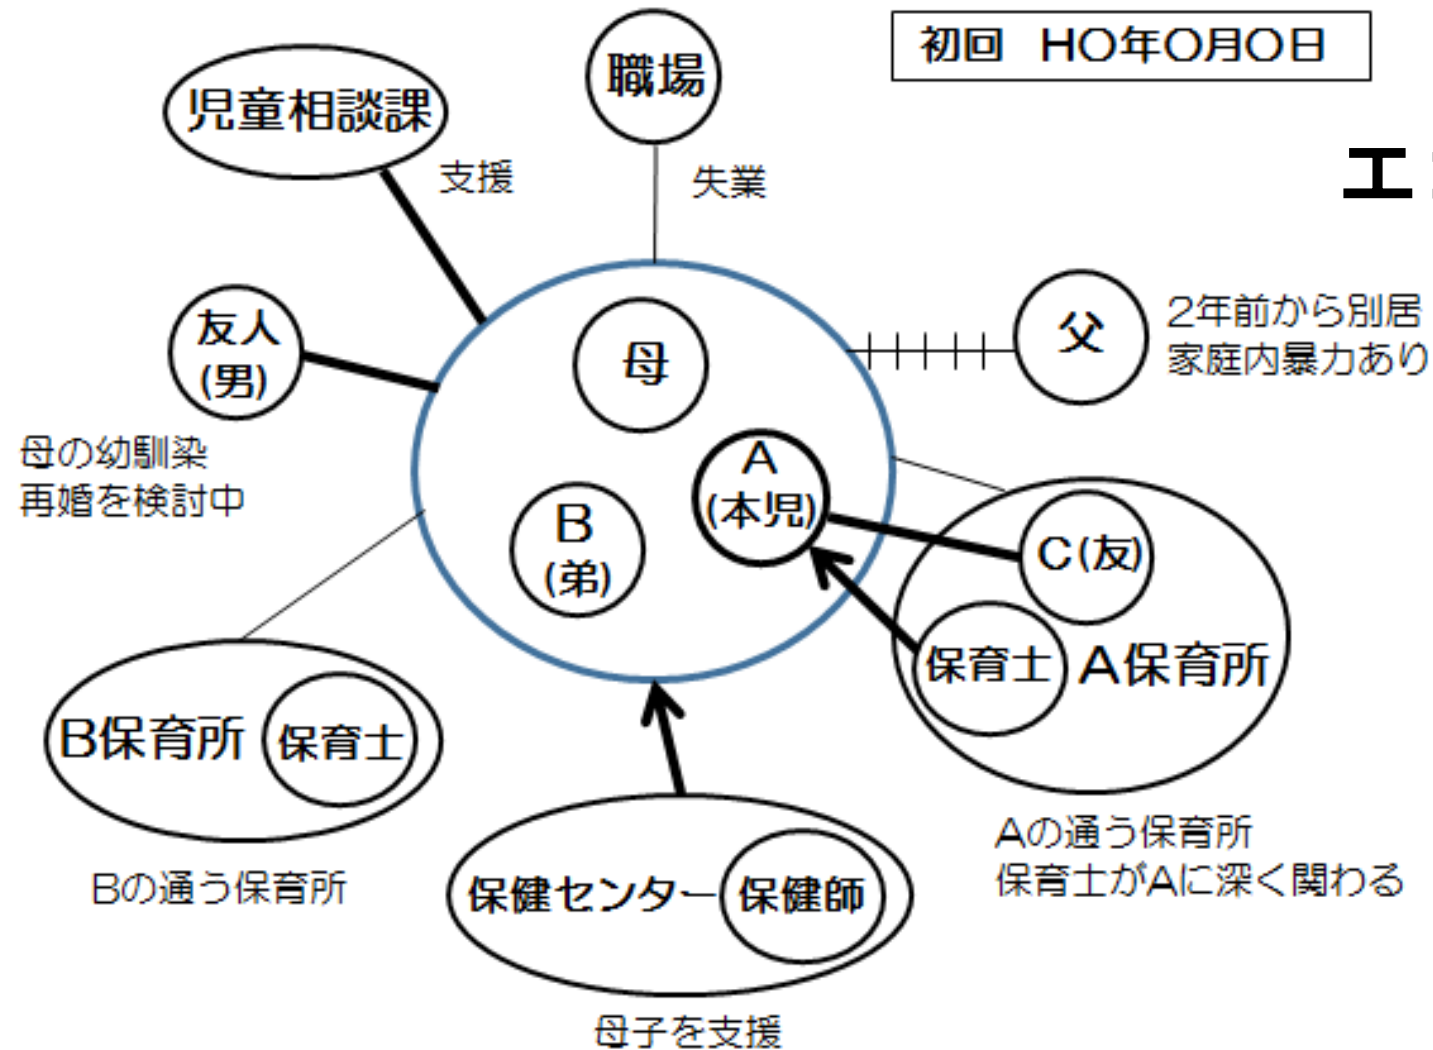 初回 H〇年〇月〇日
職場
児童相談課
支援
失業
エ
友人
(男)
母
父
2年前から別居
家庭内暴力あり
母の幼馴染
再婚を検討中
A
(本児)
B
(弟)
C(友)
保育士
A保育所
B保育所
保育士
Bの通う保育所
保健センター
保健師
Aの通う保育所
保育士がAに深く関わる
母子を支援